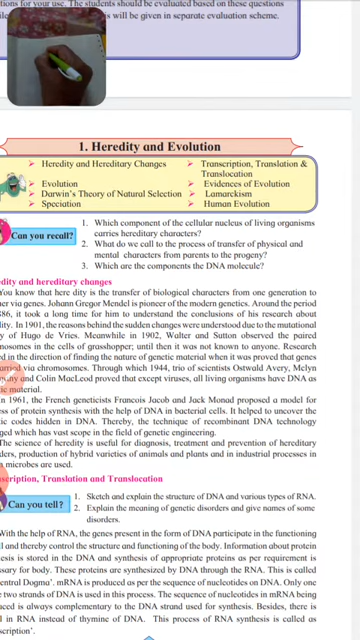 tions for your use. The students should be evaluated based on these questions
is will be given in separate evaluation scheme.
1. Heredity and Evolution
➢ Heredity and Hereditary Changes
➢ Transcription, Translation & Translocation
➢ Evolution
➢ Evidences of Evolution
➢ Darwin's Theory of Natural Selection
➢ Lamarckism
➢ Speciation
➢ Human Evolution
Can you recall?
1. Which component of the cellular nucleus of living organisms
carries hereditary characters?
2. What do we call to the process of transfer of physical and
mental characters from parents to the progeny?
3. Which are the components the DNA molecule?
edity and hereditary changes
You know that here dity is the transfer of biological characters from one generation to
her via genes. Johann Gregor Mendel is pioneer of the modern genetics. Around the period
886, it took a long time for him to understand the conclusions of his research about
dity. In 1901, the reasons behind the sudden changes were understood due to the mutational
y of Hugo de Vries. Meanwhile in 1902, Walter and Sutton observed the paired
mosomes in the cells of grasshopper; until then it was not known to anyone. Research
ed in the direction of finding the nature of genetic material when it was proved that genes
arried via chromosomes. Through which 1944, trio of scientists Ostwald Avery, Mclyn
and Colin MacLeod proved that except viruses, all living organisms have DNA as
tic material.
In 1961, the French geneticists Francois Jacob and Jack Monad proposed a model for
ess of protein synthesis with the help of DNA in bacterial cells. It helped to uncover the
tic codes hidden in DNA. Thereby, the technique of recombinant DNA technology
ged which has vast scope in the field of genetic engineering.
The science of heredity is useful for diagnosis, treatment and prevention of hereditary
ders, production of hybrid varieties of animals and plants and in industrial processes in
microbes are used.
nscription, Translation and Translocation
Can you tell?
1. Sketch and explain the structure of DNA and various types of RNA.
2. Explain the meaning of genetic disorders and give names of some
disorders.
With the help of RNA, the genes present in the form of DNA participate in the functioning
ll and thereby control the structure and functioning of the body. Information about protein
esis is stored in the DNA and synthesis of appropriate proteins as per requirement is
ssary for body. These proteins are synthesized by DNA through the RNA. This is called
entral Dogma'. mRNA is produced as per the sequence of nucleotides on DNA. Only one
e two strands of DNA is used in this process. The sequence of nucleotides in mRNA being
uced is always complementary to the DNA strand used for synthesis. Besides, there is
l in RNA instead of thymine of DNA. This process of RNA synthesis is called as
scription'.